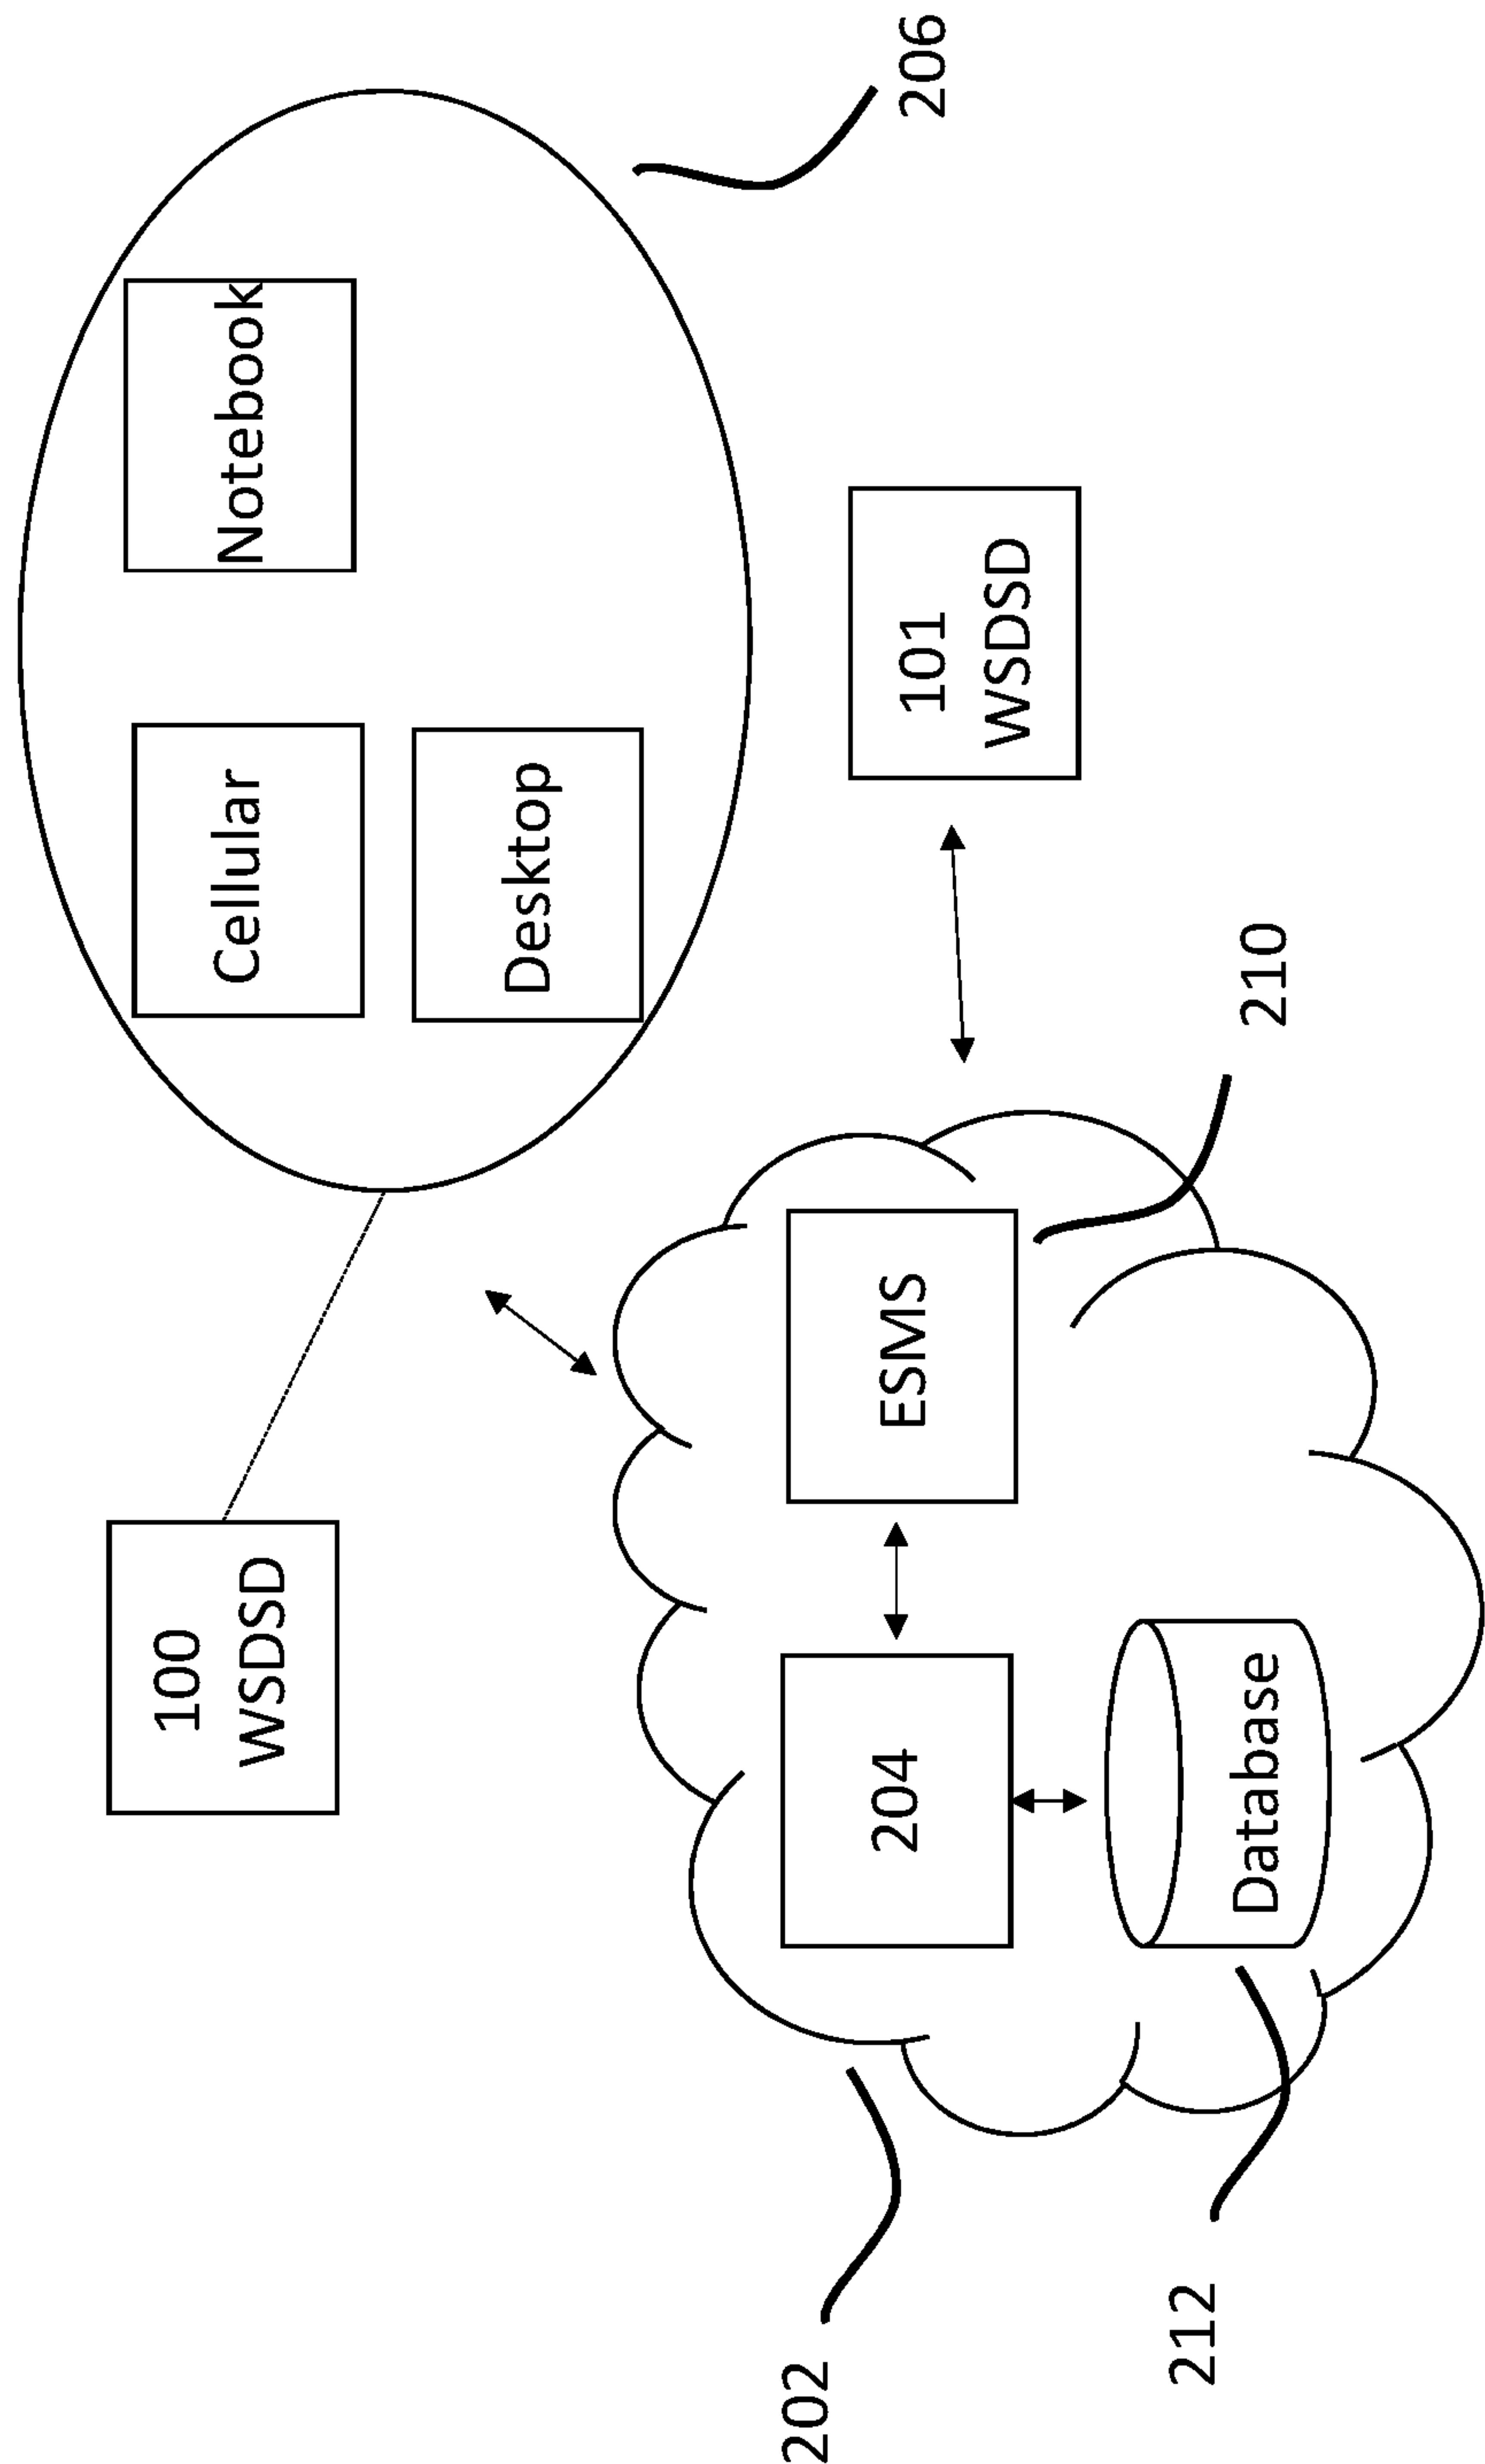 100
WSDSD
Cellular
Notebook
Desktop
202
204
ESMS
101
WSDSD
206
212
Database
210